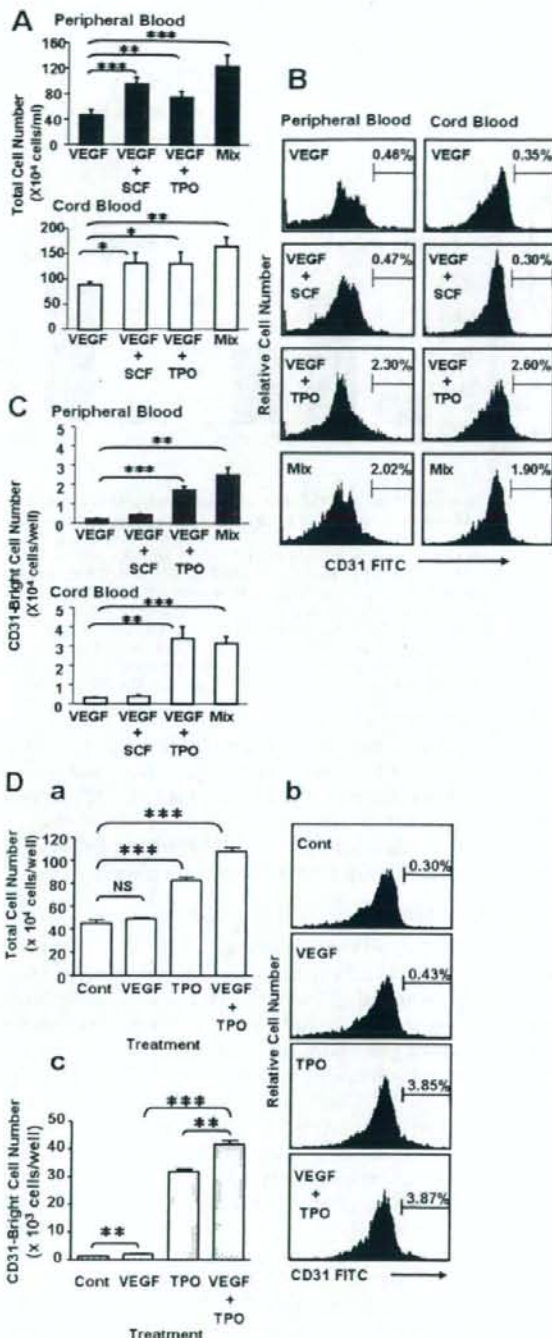 A
Peripheral Blood
Total Cell Number
(X10⁴ cells/ml)
160
120
80
40
0
***
**
***
VEGF
VEGF + SCF
VEGF + TPO
Mix
Cord Blood
200
150
100
50
0
**
*
*
VEGF
VEGF + SCF
VEGF + TPO
Mix
B
Peripheral Blood
Cord Blood
Relative Cell Number
VEGF
0.46%
VEGF
0.35%
VEGF + SCF
0.47%
VEGF + SCF
0.30%
VEGF + TPO
2.30%
VEGF + TPO
2.60%
Mix
2.02%
Mix
1.90%
CD31 FITC
C
Peripheral Blood
CD31-Bright Cell Number
(X10⁴ cells/well)
5
4
3
2
1
0
**
***
VEGF
VEGF + SCF
VEGF + TPO
Mix
Cord Blood
5
4
3
2
1
0
***
**
VEGF
VEGF + SCF
VEGF + TPO
Mix
D
a
Total Cell Number
(x 10⁴ cells/well)
120
100
80
60
40
20
0
***
***
NS
Cont
VEGF
TPO
VEGF + TPO
Treatment
b
Relative Cell Number
Cont
0.30%
VEGF
0.43%
TPO
3.85%
VEGF + TPO
3.87%
CD31 FITC
c
CD31-Bright Cell Number
(x 10³ cells/well)
50
40
30
20
10
0
***
**
**
Cont
VEGF
TPO
VEGF + TPO
Treatment